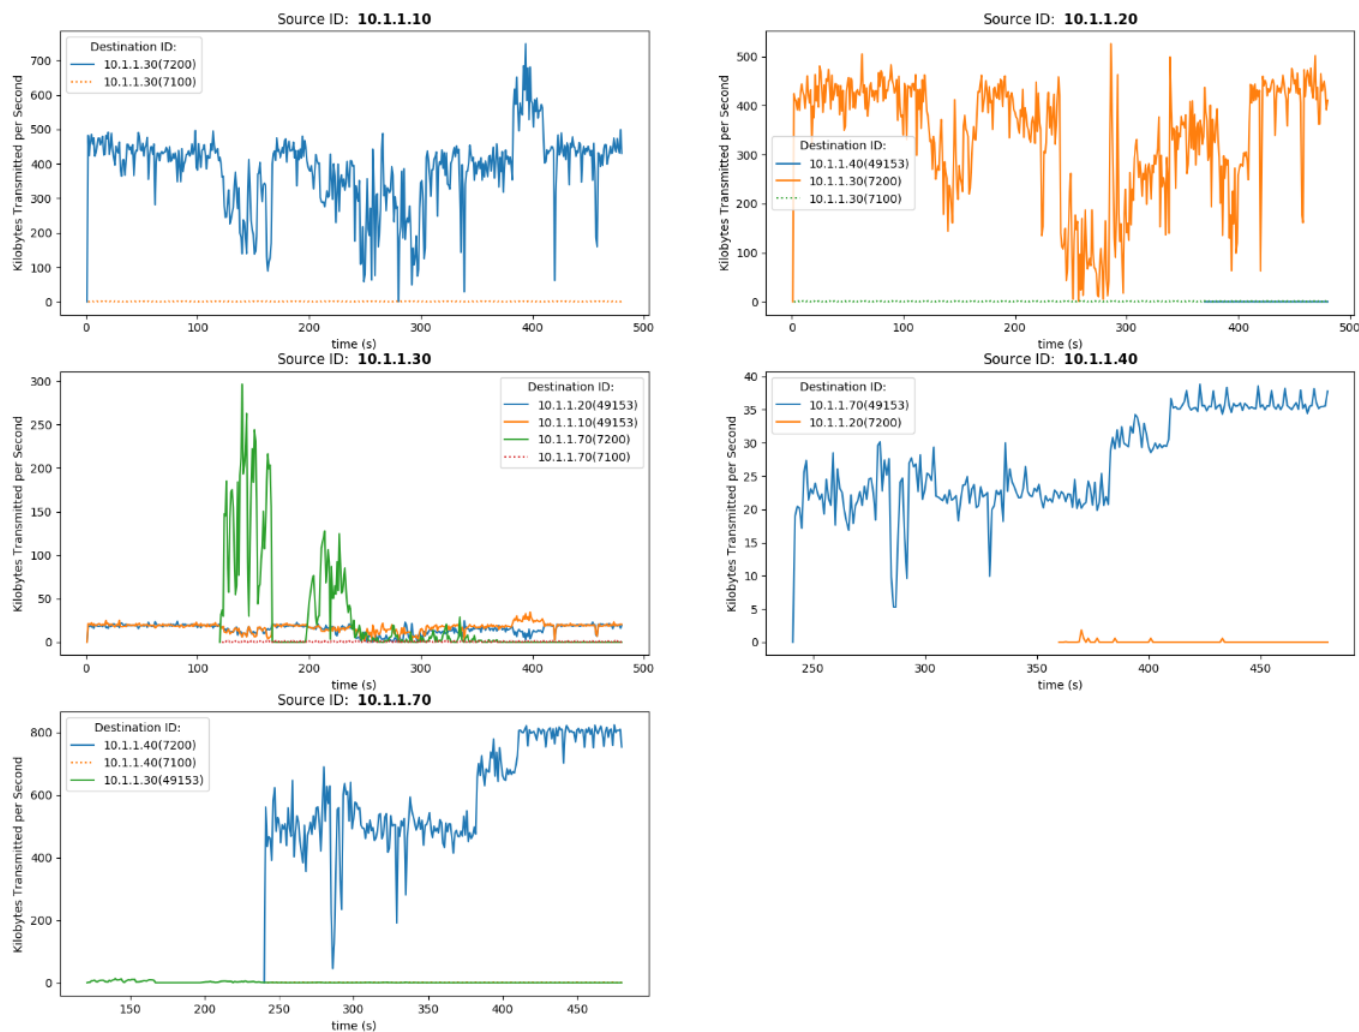 Source ID: 10.1.1.10
Kilobytes Transmitted per Second
700
600
500
400
300
200
100
0
Destination ID:
10.1.1.30(7200)
10.1.1.30(7100)
0 100 200 300 400 500
time (s)
Source ID: 10.1.1.20
Kilobytes Transmitted per Second
500
400
300
200
100
0
Destination ID:
10.1.1.40(49153)
10.1.1.30(7200)
10.1.1.30(7100)
0 100 200 300 400 500
time (s)
Source ID: 10.1.1.30
Kilobytes Transmitted per Second
300
250
200
150
100
50
0
Destination ID:
10.1.1.20(49153)
10.1.1.10(49153)
10.1.1.70(7200)
10.1.1.70(7100)
0 100 200 300 400 500
time (s)
Source ID: 10.1.1.40
Kilobytes Transmitted per Second
40
35
30
25
20
15
10
5
0
Destination ID:
10.1.1.70(49153)
10.1.1.20(7200)
250 300 350 400 450
time (s)
Source ID: 10.1.1.70
Kilobytes Transmitted per Second
800
600
400
200
0
Destination ID:
10.1.1.40(7200)
10.1.1.40(7100)
10.1.1.30(49153)
150 200 250 300 350 400 450
time (s)